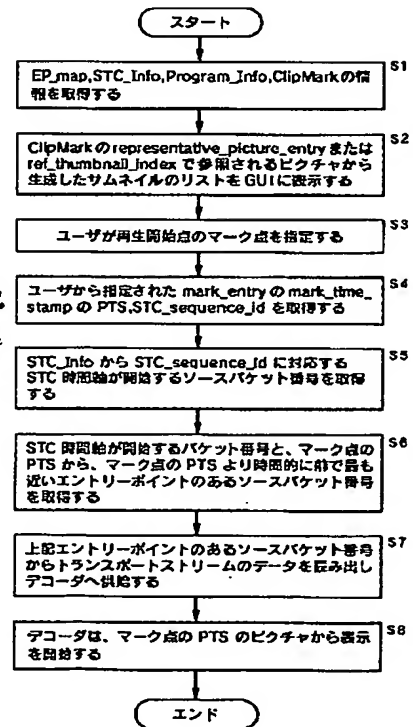 スタート
S1
EP_map,STC_Info,Program_Info,ClipMarkの情
報を取得する
S2
ClipMarkのrepresentative_picture_entryまたは
ref_thumbnail_indexで参照されるピクチャから
生成したサムネイルのリストをGUIに表示する
S3
ユーザが再生開始点のマーク点を指定する
S4
ユーザから指定されたmark_entryのmark_time_
stampのPTS,STC_sequence_idを取得する
S5
STC_InfoからSTC_sequence_idに対応する
STC時間軸が開始するソースパケット番号を取得
する
S6
STC時間軸が開始するパケット番号と、マーク点の
PTSから、マーク点のPTSより時間的に前で最も
近いエントリーポイントのあるソースパケット番号
を取得する
S7
上記エントリーポイントのあるソースパケット番号
からトランスポートストリームのデータを読み出し
デコーダへ供給する
S8
デコーダは、マーク点のPTSのピクチャから表示
を開始する
エンド